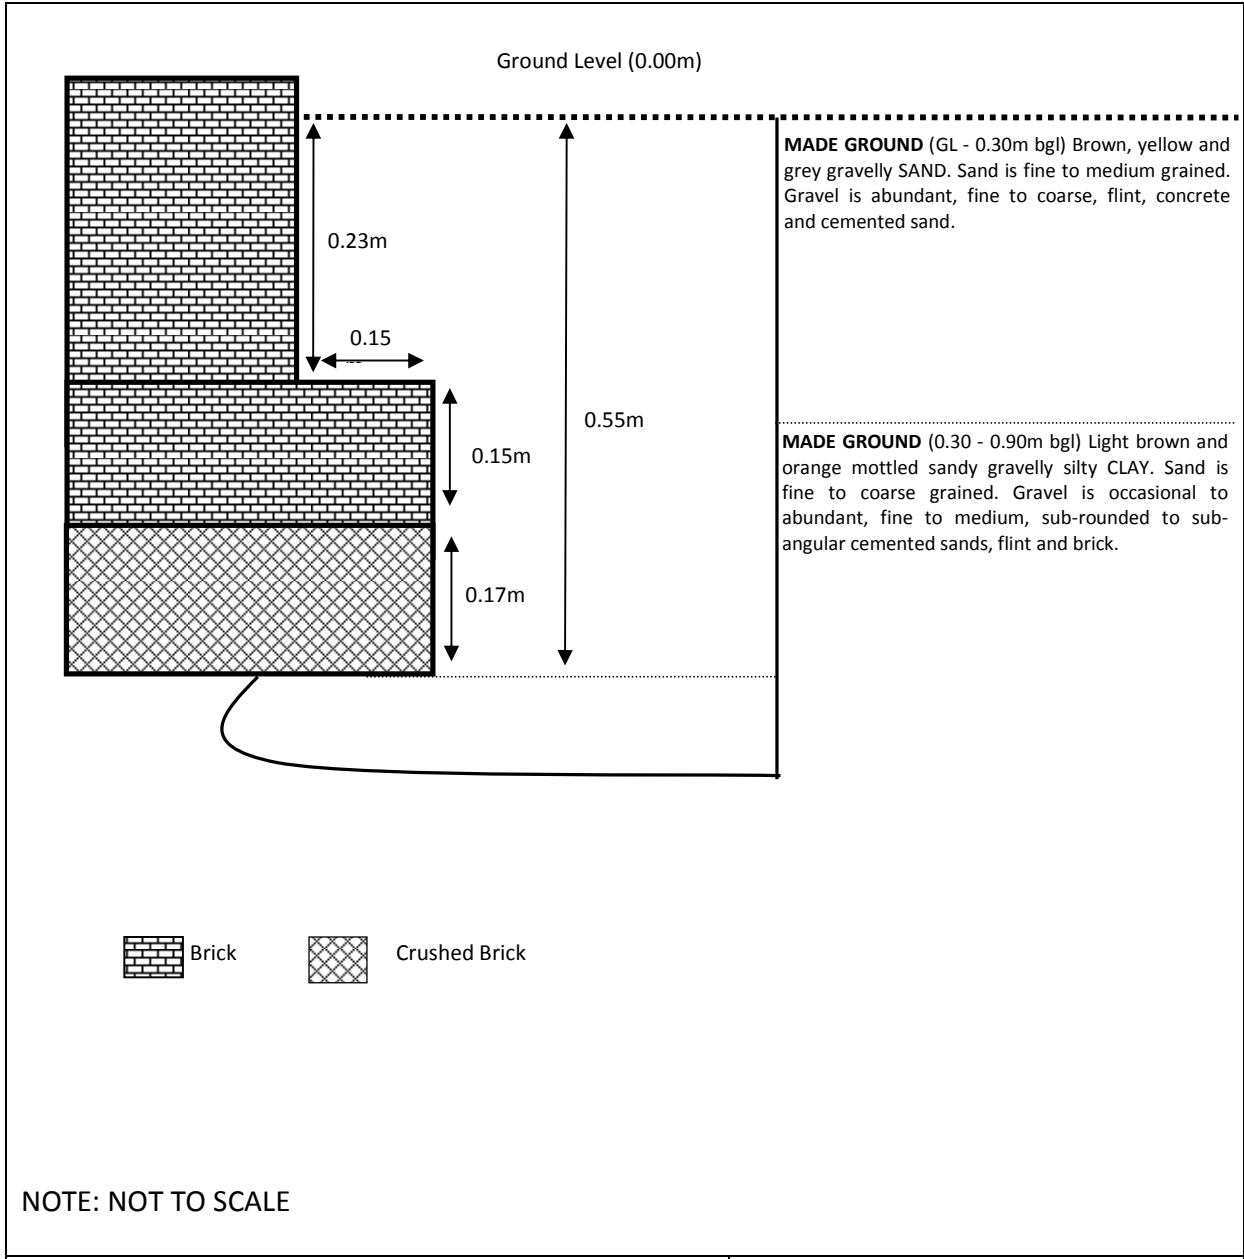 Ground Level (0.00m)
MADE GROUND (GL - 0.30m bgl) Brown, yellow and
grey gravelly SAND. Sand is fine to medium grained.
Gravel is abundant, fine to coarse, flint, concrete
and cemented sand.
0.23m
0.15
0.55m
0.15m
MADE GROUND (0.30 - 0.90m bgl) Light brown and
orange mottled sandy gravelly silty CLAY. Sand is
fine to coarse grained. Gravel is occasional to
abundant, fine to medium, sub-rounded to sub-
angular cemented sands, flint and brick.
0.17m
Brick
Crushed Brick
NOTE: NOT TO SCALE